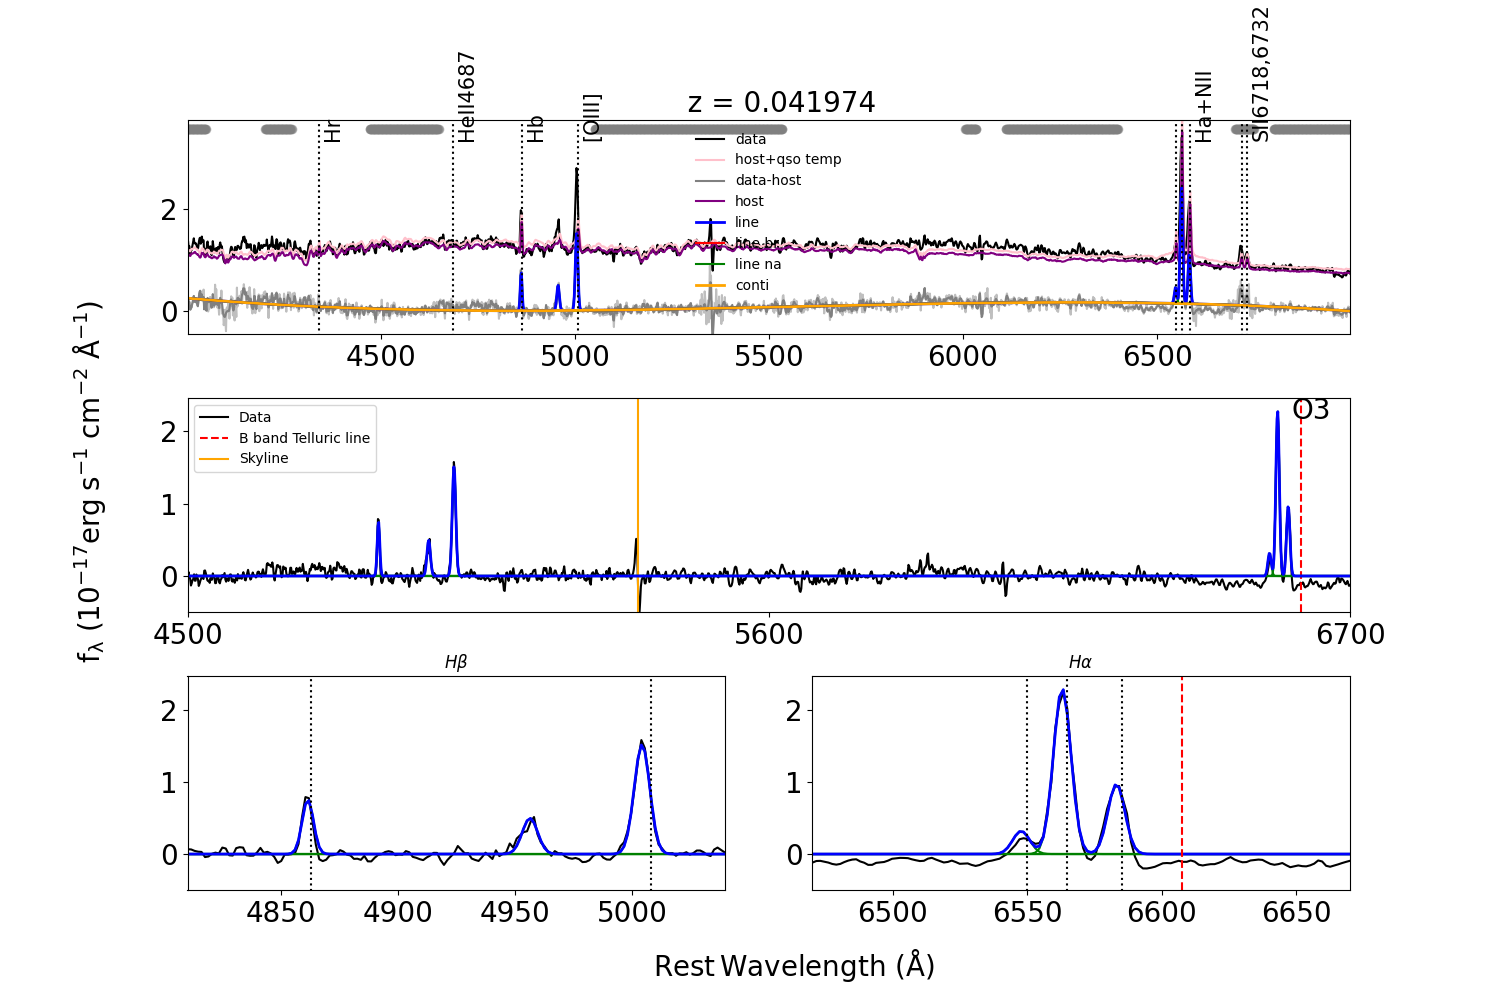 z = 0.041974
Hr
HeII4687
Hb
[OIII]
Ha+NII
SII6718,6732
data
host+qso temp
data-host
host
line
line br
line na
conti
2
0
4500
5000
5500
6000
6500
fλ (10⁻¹⁷erg s⁻¹ cm⁻² Å⁻¹)
Data
B band Telluric line
Skyline
O3
2
1
0
4500
5600
6700
Hβ
2
1
0
4850
4900
4950
5000
Hα
2
1
0
6500
6550
6600
6650
Rest Wavelength (Å)